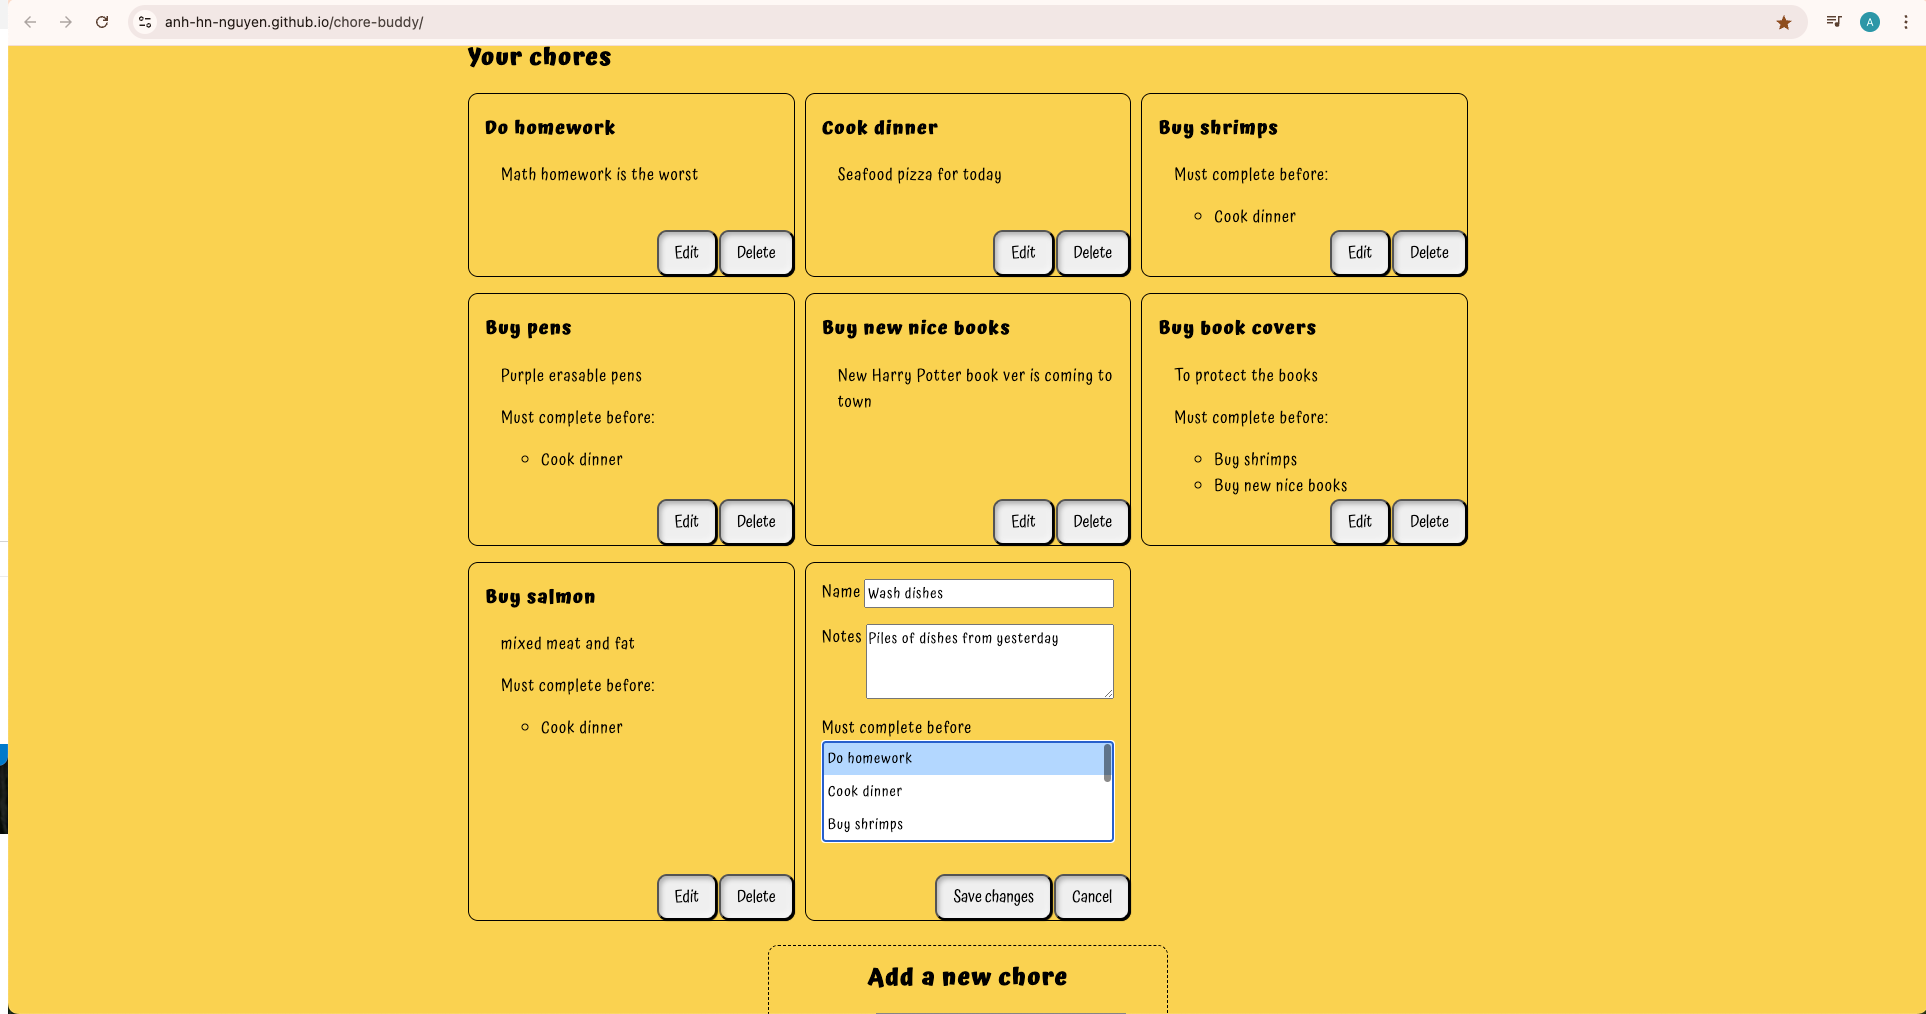 anh-hn-nguyen.github.io/chore-buddy/
A
Your chores
Do homework
Math homework is the worst
Edit
Delete
Cook dinner
Seafood pizza for today
Edit
Delete
Buy shrimps
Must complete before:
Cook dinner
Edit
Delete
Buy pens
Purple erasable pens
Must complete before:
Cook dinner
Edit
Delete
Buy new nice books
New Harry Potter book ver is coming to
town
Edit
Delete
Buy book covers
To protect the books
Must complete before:
Buy shrimps
Buy new nice books
Edit
Delete
Buy salmon
mixed meat and fat
Must complete before:
Cook dinner
Edit
Delete
Name Wash dishes
Notes Piles of dishes from yesterday
Must complete before
Do homework
Cook dinner
Buy shrimps
Save changes
Cancel
Add a new chore